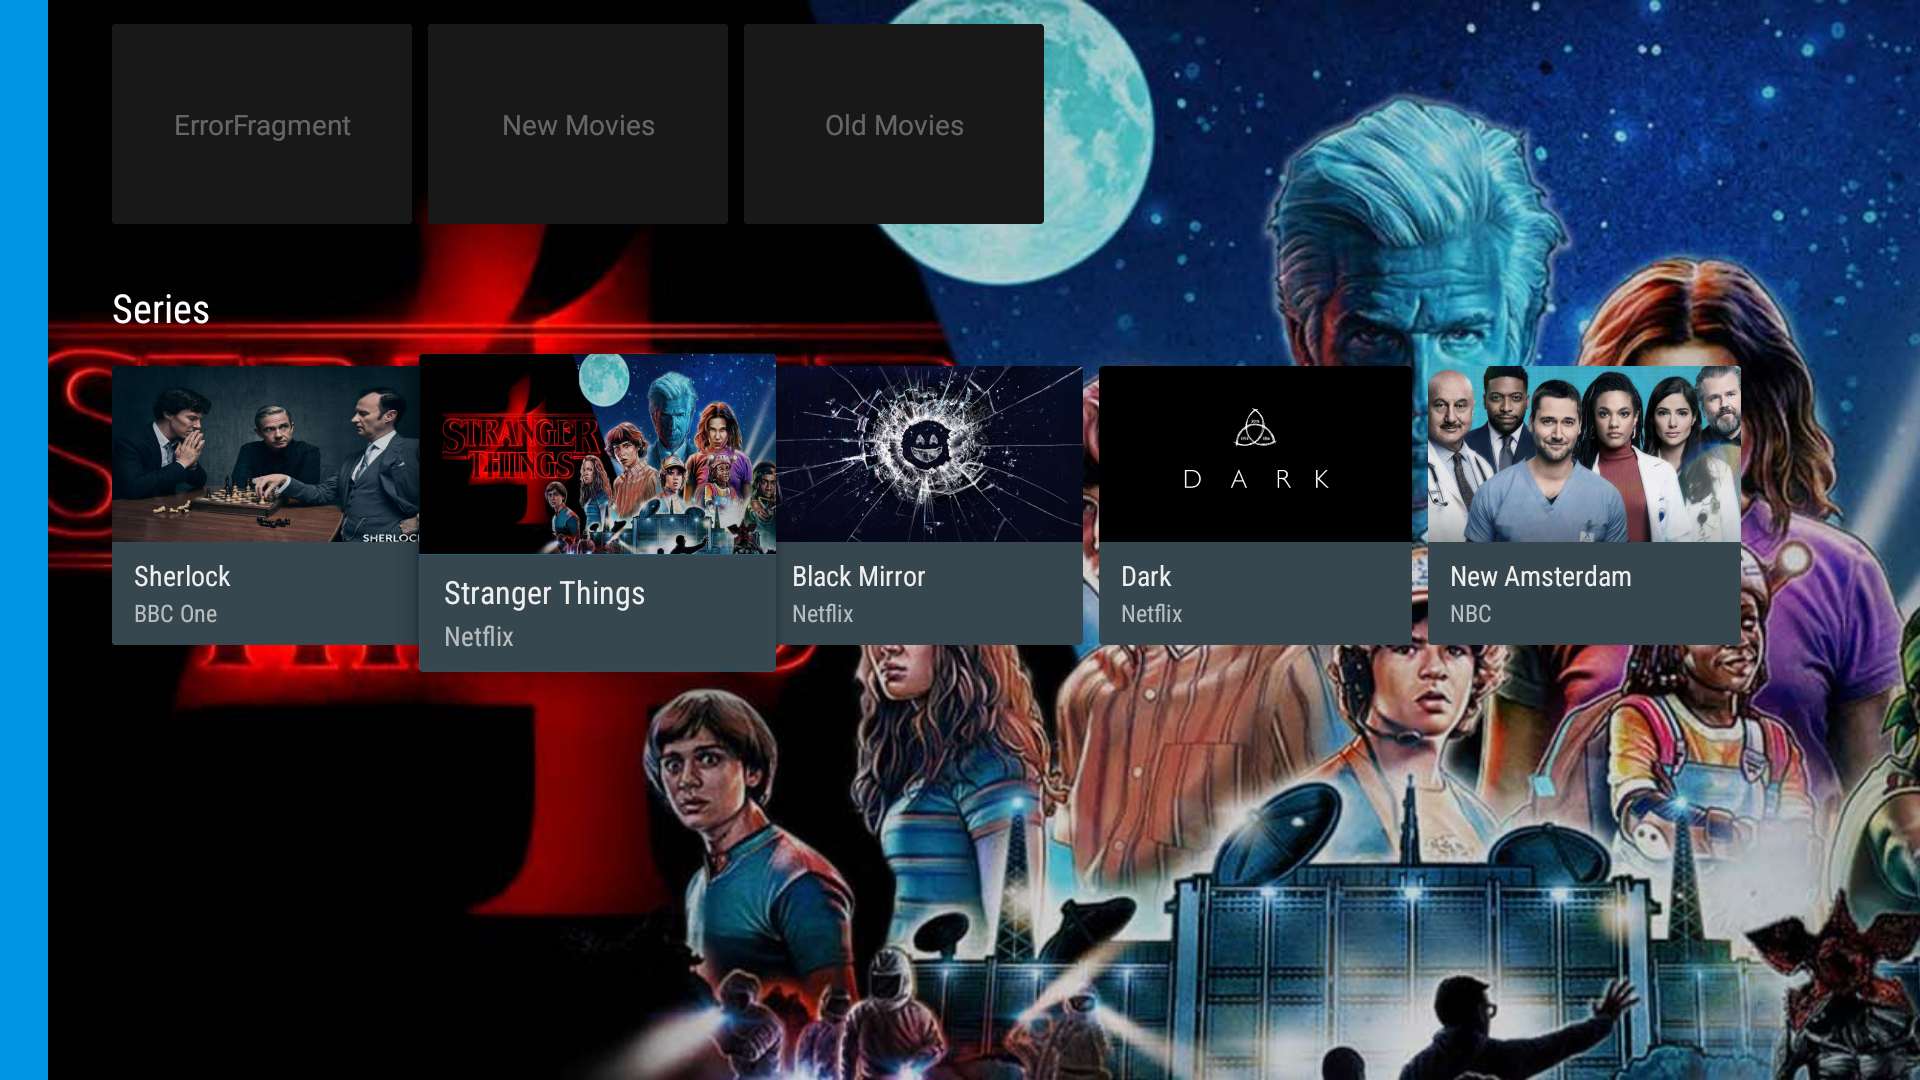 ErrorFragment
New Movies
Old Movies
Series
SHERLOC
STRANGER
THINGS
DARK
Sherlock
BBC One
Stranger Things
Netflix
Black Mirror
Netflix
Dark
Netflix
New Amsterdam
NBC